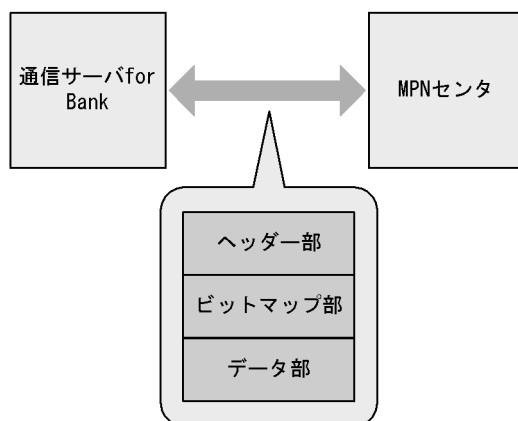 通信サーバfor
Bank
MPNセンタ
ヘッダー部
ビットマップ部
データ部